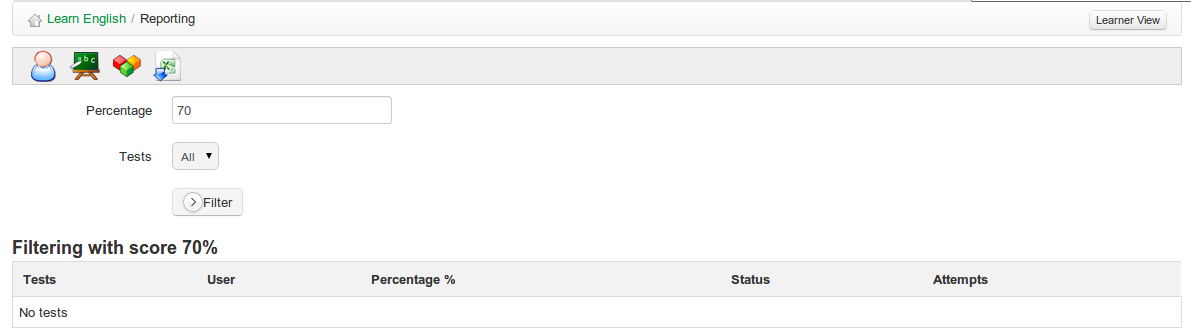 Learn English / Reporting
Learner View
abc
Percentage 70
Tests All
Filter
Filtering with score 70%
Tests User Percentage % Status Attempts
No tests